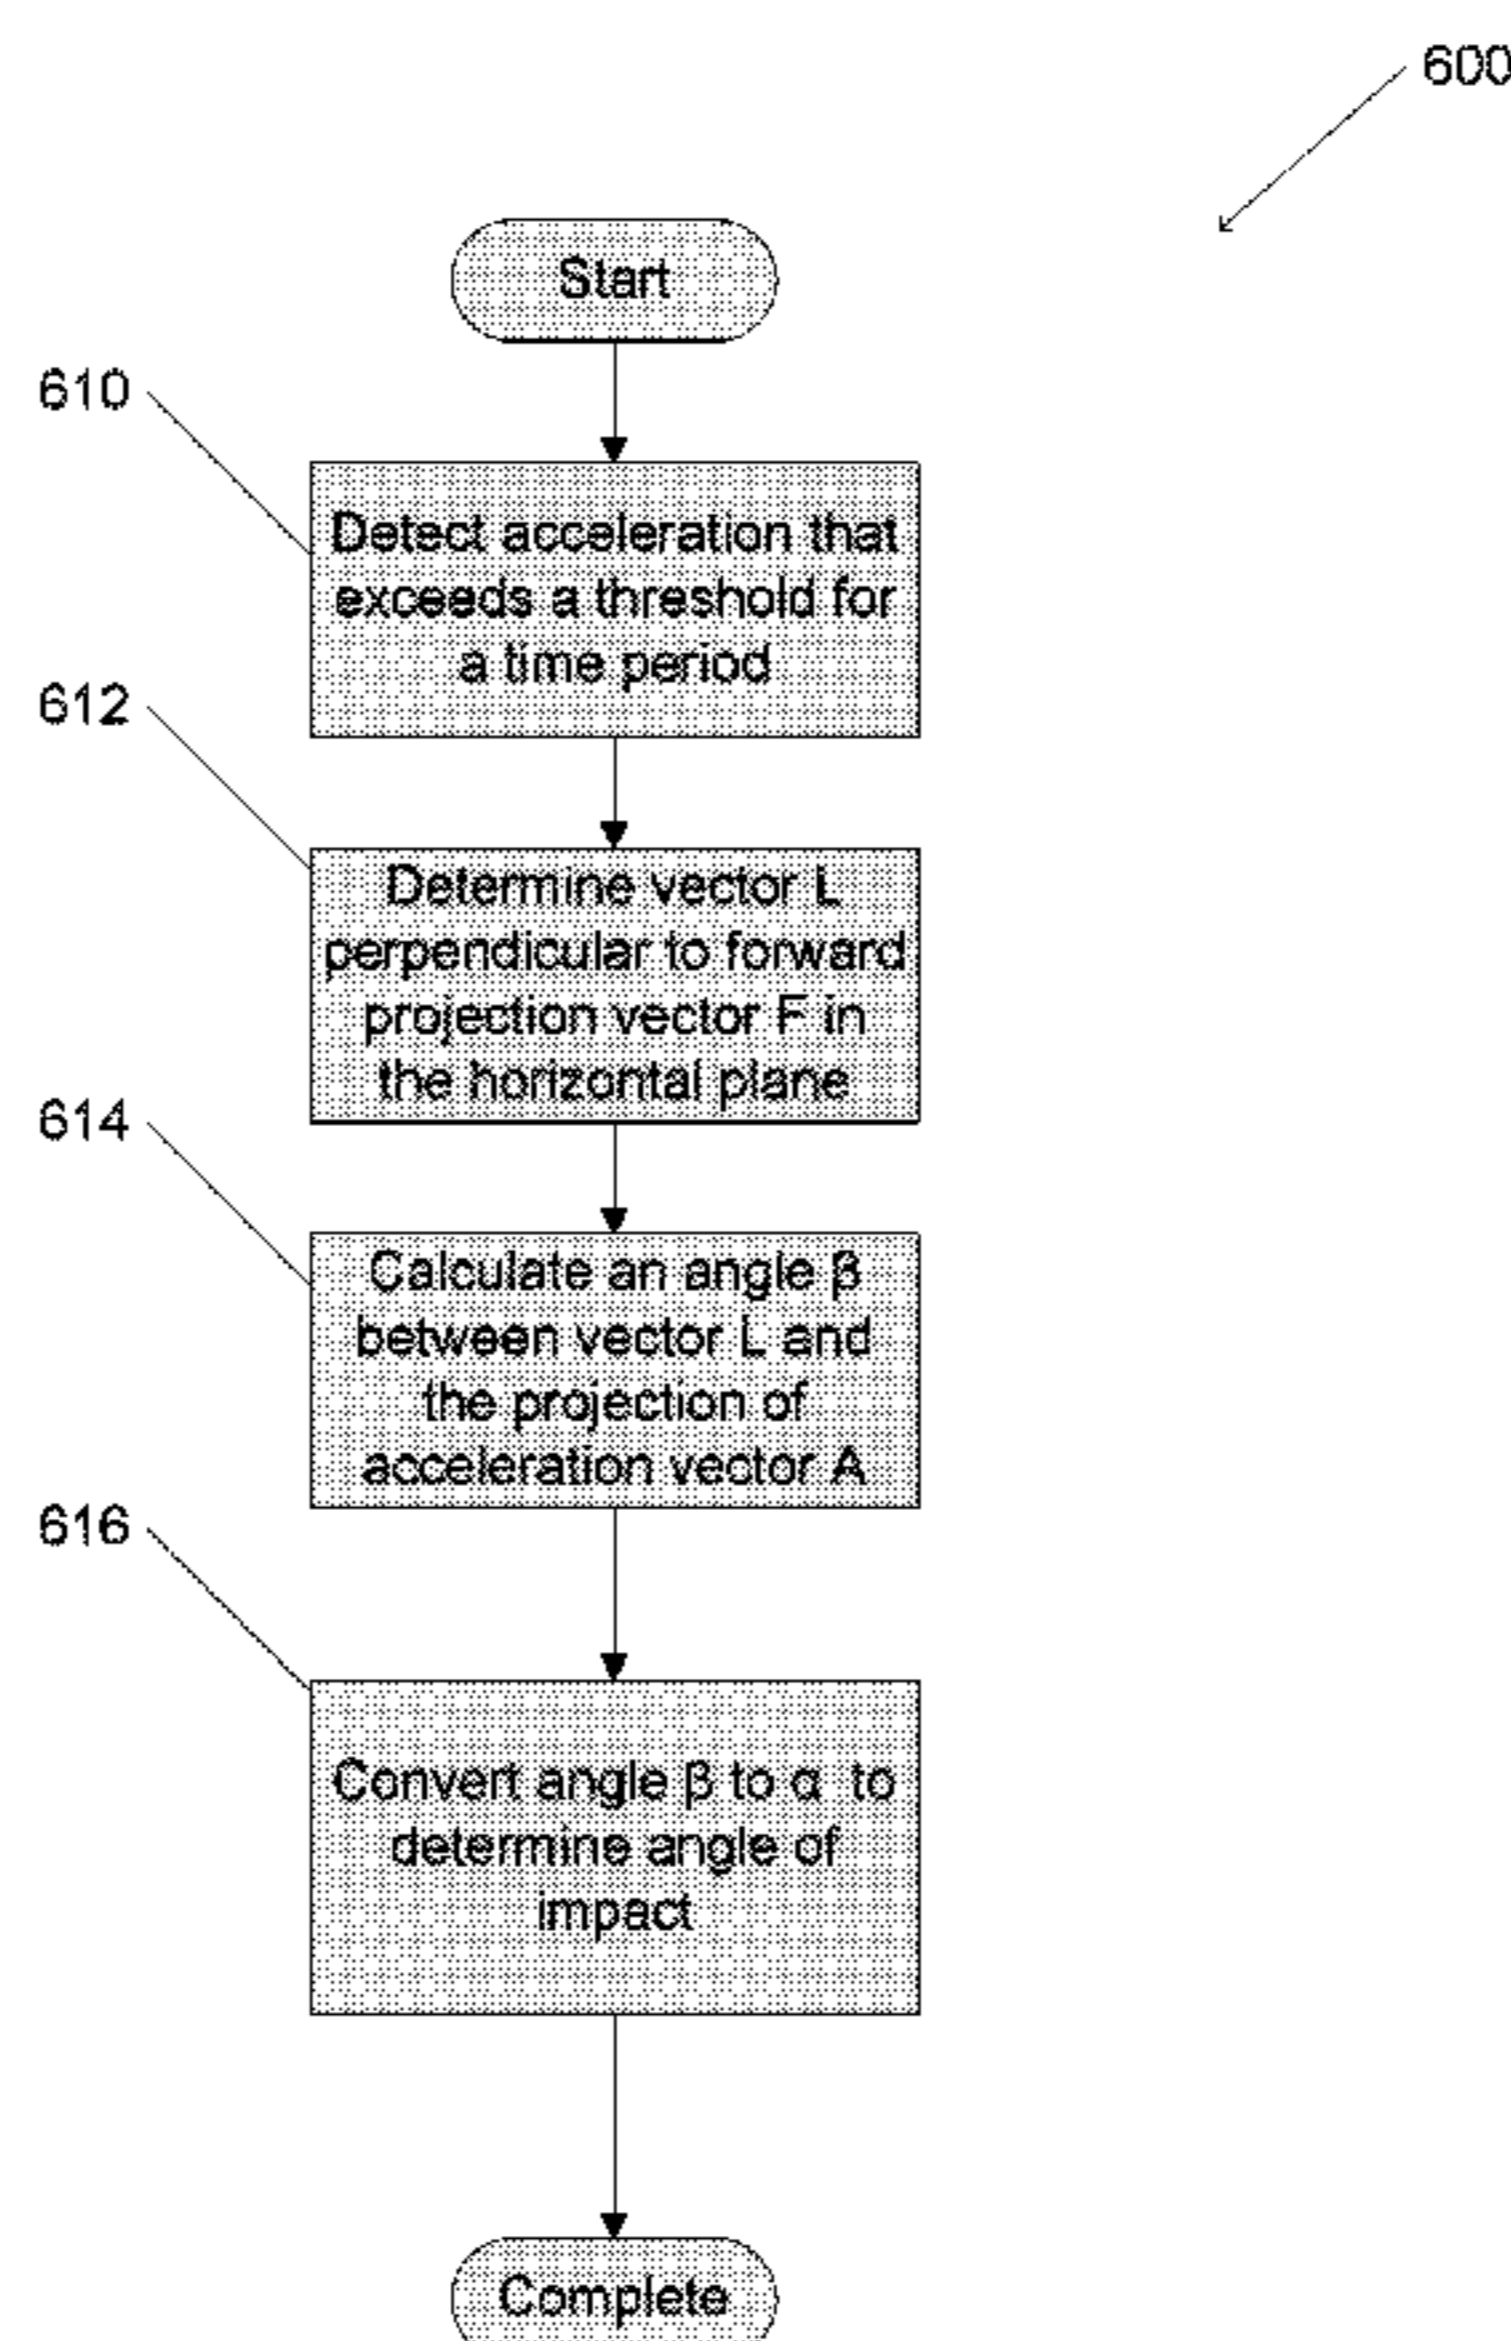 600
Start
610
Detect acceleration that
exceeds a threshold for
a time period
612
Determine vector L
perpendicular to forward
projection vector F in
the horizontal plane
614
Calculate an angle β
between vector L and
the projection of
acceleration vector A
616
Convert angle β to α to
determine angle of
impact
Complete